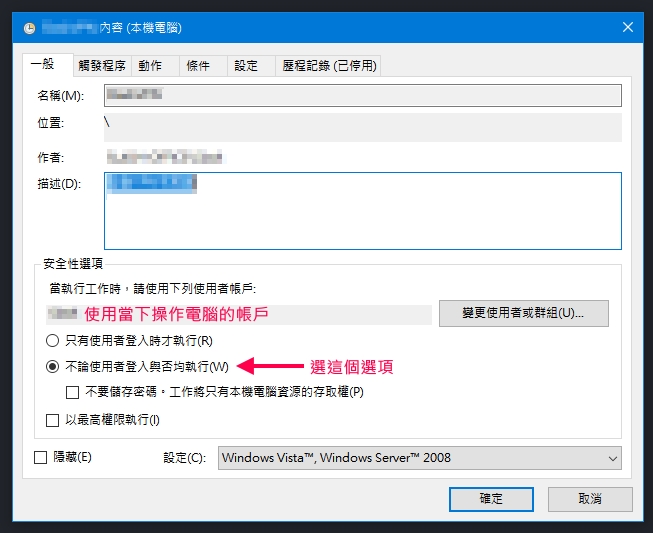 內容 (本機電腦)
一般 觸發程序 動作 條件 設定 歷程記錄 (已停用)
名稱(M):
位置: \
作者:
描述(D):
安全性選項
當執行工作時，請使用下列使用者帳戶:
使用當下操作電腦的帳戶 變更使用者或群組(U)...
只有使用者登入時才執行(R)
不論使用者登入與否均執行(W) 選這個選項
不要儲存密碼。工作將只有本機電腦資源的存取權(P)
以最高權限執行(I)
隱藏(E) 設定(C): Windows Vista™, Windows Server™ 2008
確定 取消